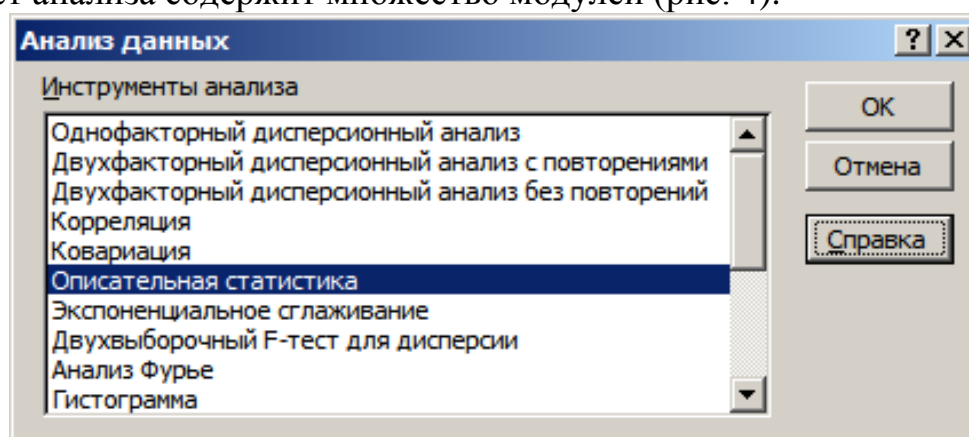 ет анализа содержит множество модулей (рис. 4).
Анализ данных
Инструменты анализа
Однофакторный дисперсионный анализ
Двухфакторный дисперсионный анализ с повторениями
Двухфакторный дисперсионный анализ без повторений
Корреляция
Ковариация
Описательная статистика
Экспоненциальное сглаживание
Двухвыборочный F-тест для дисперсии
Анализ Фурье
Гистограмма
OK
Отмена
Справка